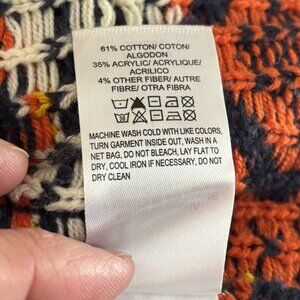 61% COTTON/ COTON/
ALGODON
35% ACRYLIC/ ACRYLIQUE/
ACRILICO
4% OTHER FIBER/ AUTRE
FIBRE/ OTRA FIBRA
MACHINE WASH COLD WITH LIKE COLORS,
TURN GARMENT INSIDE OUT, WASH IN A
NET BAG, DO NOT BLEACH, LAY FLAT TO
DRY, COOL IRON IF NECESSARY, DO NOT
DRY CLEAN